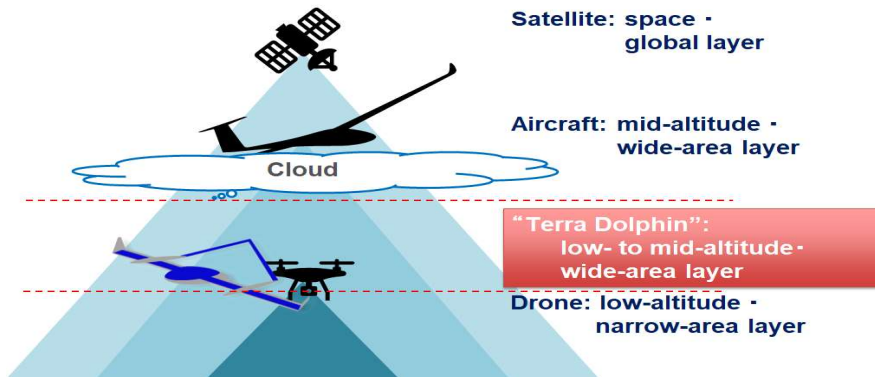 Satellite: space・
global layer
Aircraft: mid-altitude・
wide-area layer
Cloud
“Terra Dolphin”:
low- to mid-altitude・
wide-area layer
Drone: low-altitude・
narrow-area layer